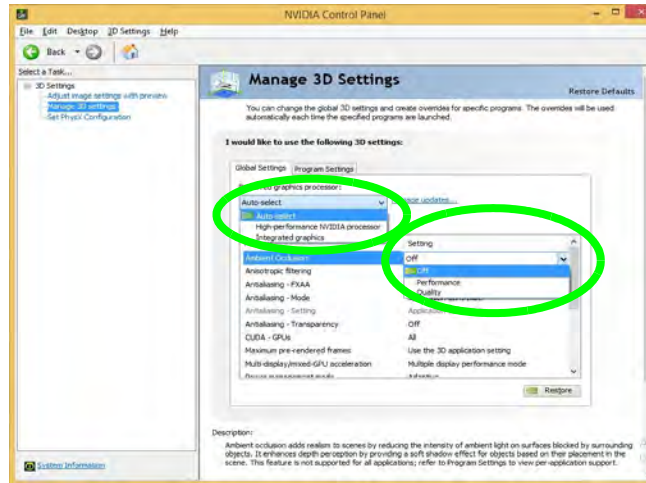 NVIDIA Control Panel
File Edit Desktop 3D Settings Help
Back
Select a Task...
3D Settings
Adjust image settings with preview
Manage 3D settings
Set PhysX Configuration
Manage 3D Settings
Restore Defaults
You can change the global 3D settings and create overrides for specific programs. The overrides will be used
automatically each time the specified programs are launched.
I would like to use the following 3D settings:
Global Settings Program Settings
graphics processor:
Auto-select
Auto-select
High-performance NVIDIA processor
Integrated graphics
updates...
Setting
Ambient Occlusion Off
Off
Anisotropic filtering
Performance
Antialiasing - FXAA
Quality
Antialiasing - Mode
Antialiasing - Setting Application
Antialiasing - Transparency Off
CUDA - GPUs All
Maximum pre-rendered frames Use the 3D application setting
Multi-display/mixed-GPU acceleration Multiple display performance mode
Power management mode Adaptive
Restore
Description:
Ambient occlusion adds realism to scenes by reducing the intensity of ambient light on surfaces blocked by surrounding
objects. It enhances depth perception by providing a soft shadow effect for objects based on their placement in the
scene. This feature is not supported for all applications; refer to Program Settings to view per-application support.
System Information